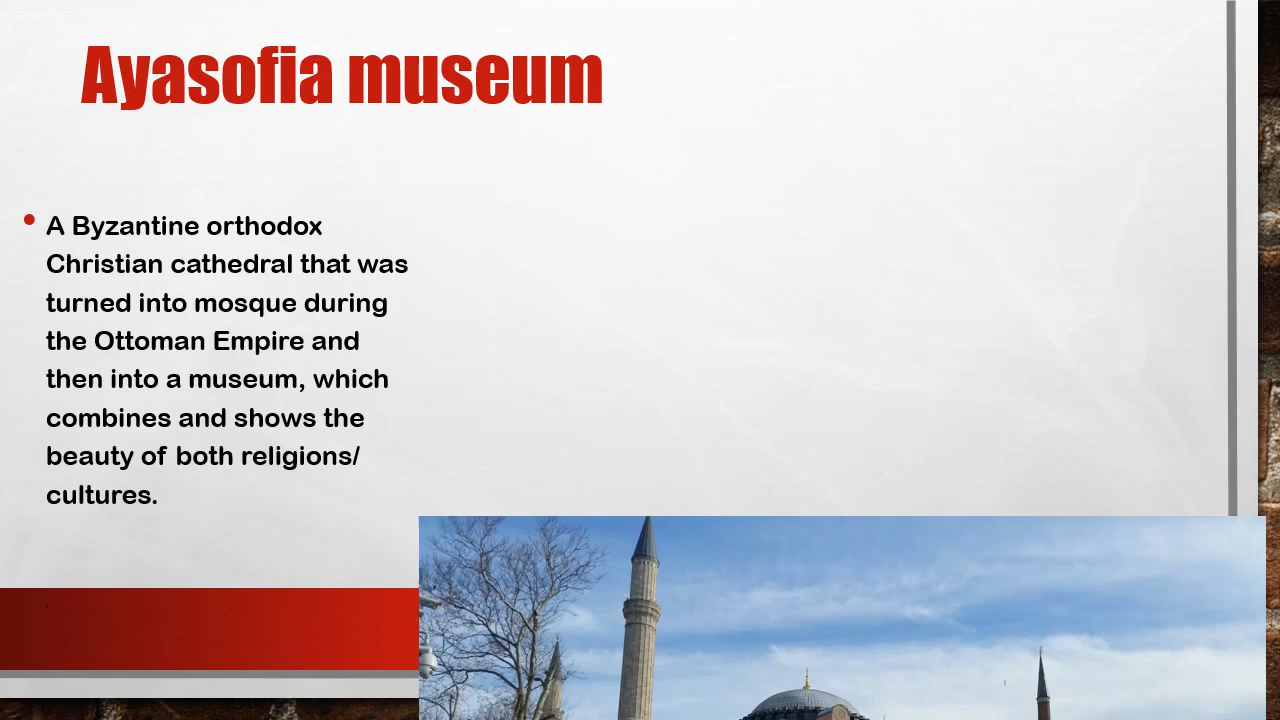 Ayasofia museum
A Byzantine orthodox
Christian cathedral that was
turned into mosque during
the Ottoman Empire and
then into a museum, which
combines and shows the
beauty of both religions/
cultures.